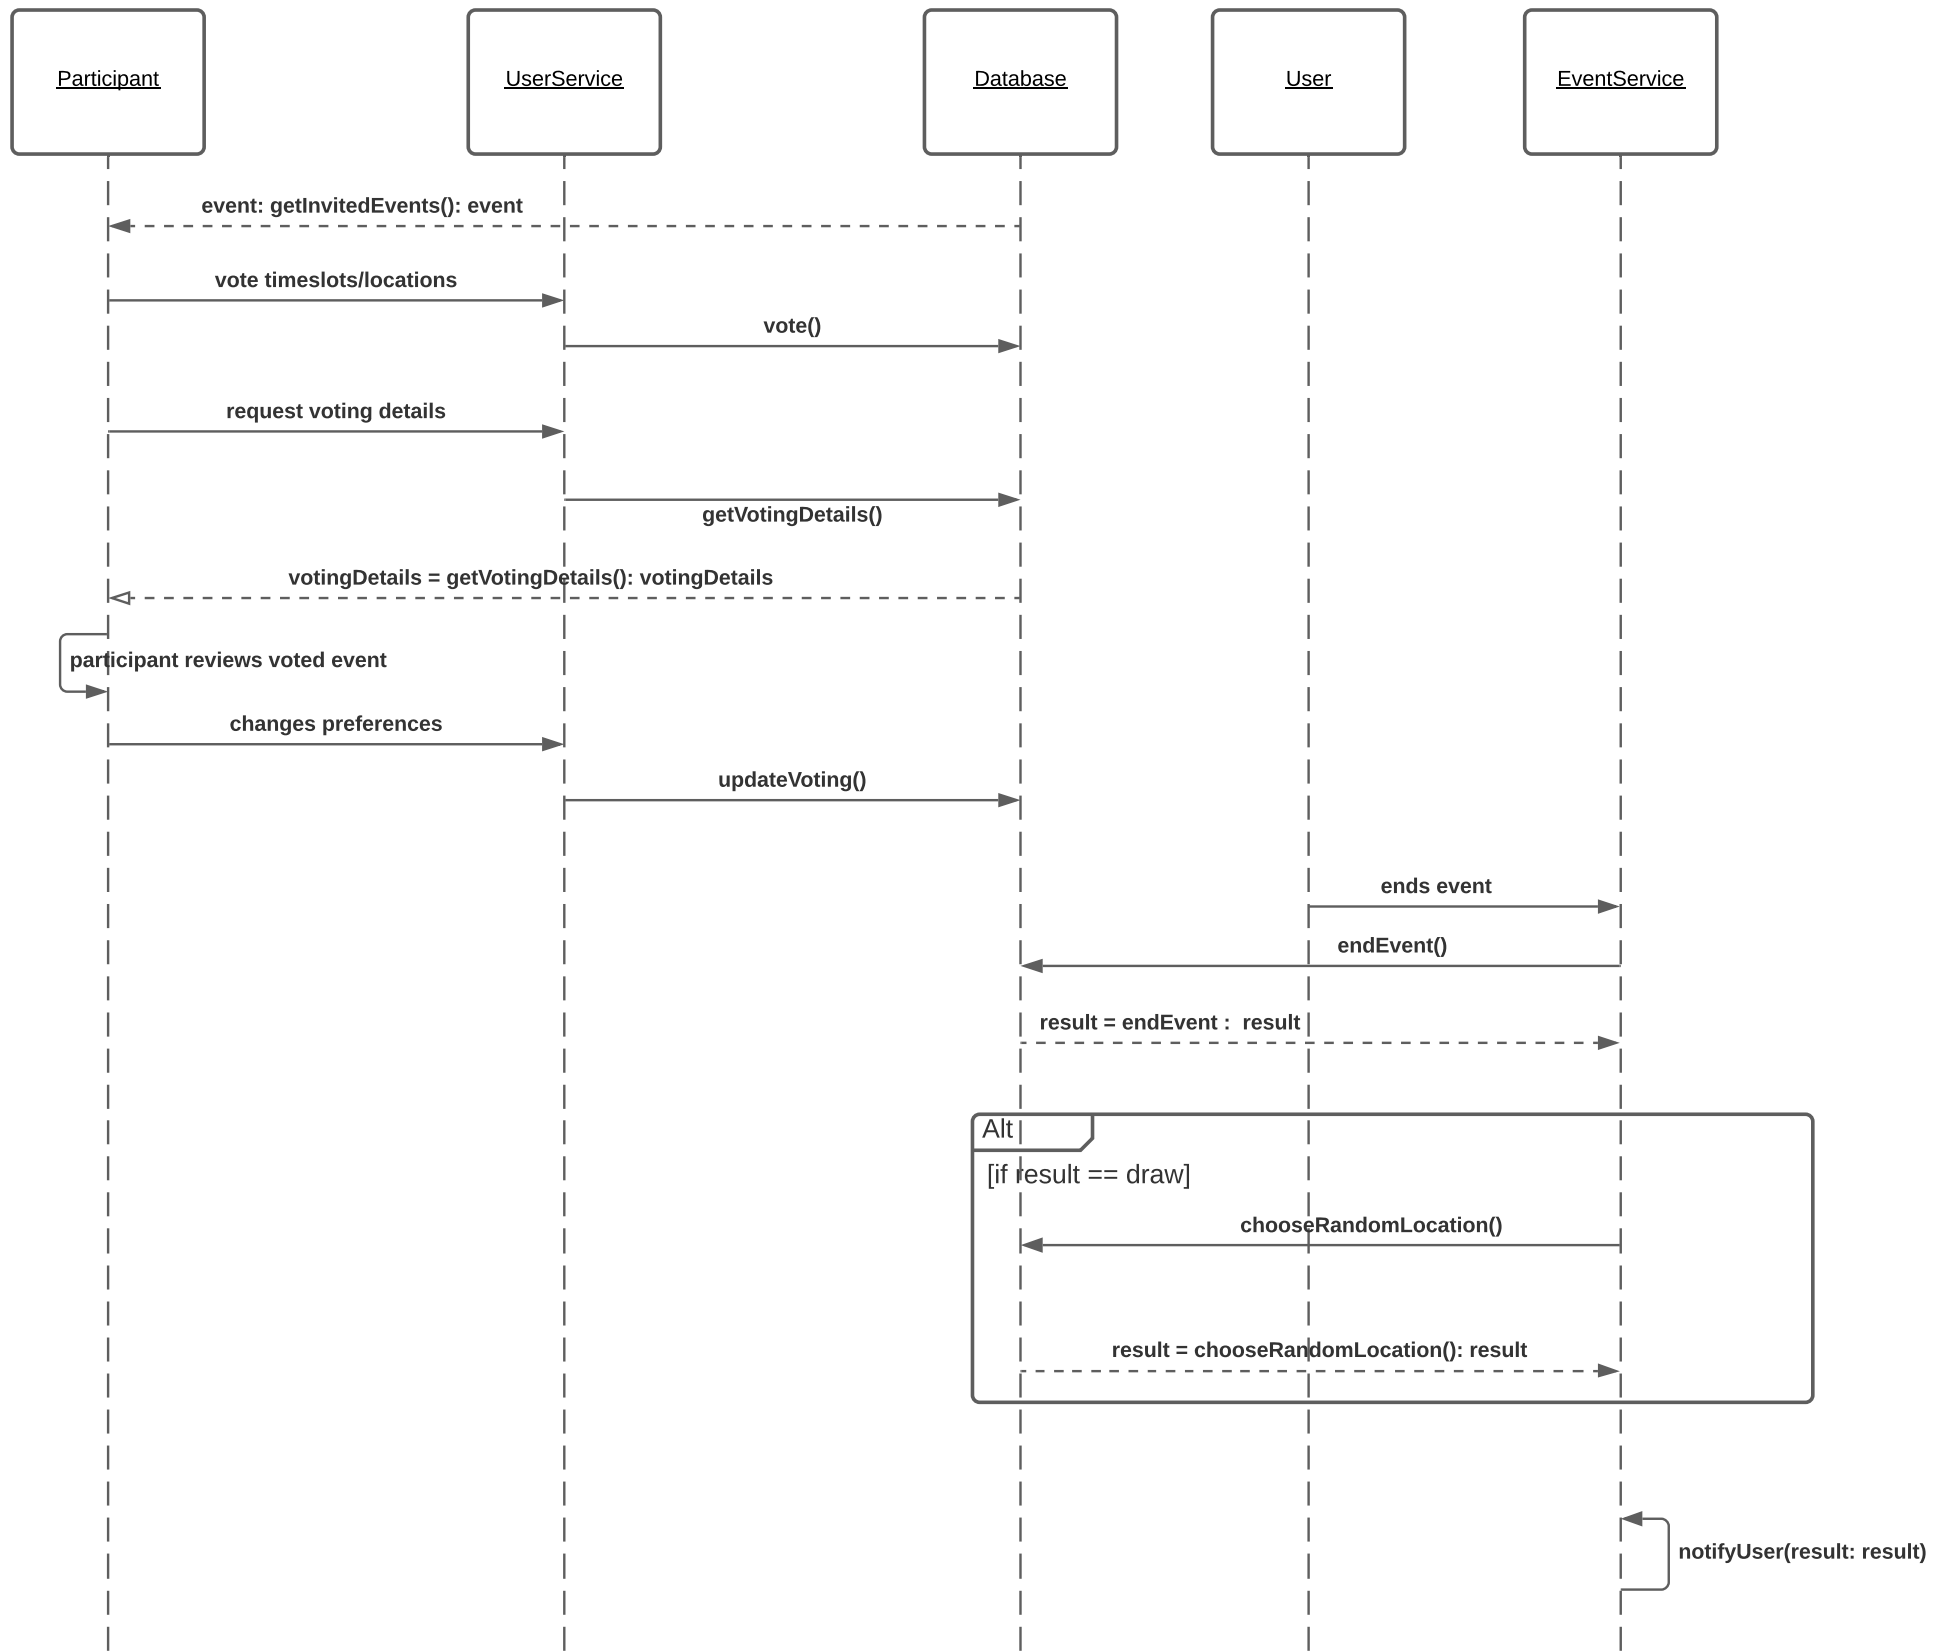 Participant
UserService
Database
User
EventService
event: getInvitedEvents(): event
vote timeslots/locations
vote()
request voting details
getVotingDetails()
votingDetails = getVotingDetails(): votingDetails
participant reviews voted event
changes preferences
updateVoting()
ends event
endEvent()
result = endEvent :  result
Alt
[if result == draw]
chooseRandomLocation()
result = chooseRandomLocation(): result
notifyUser(result: result)